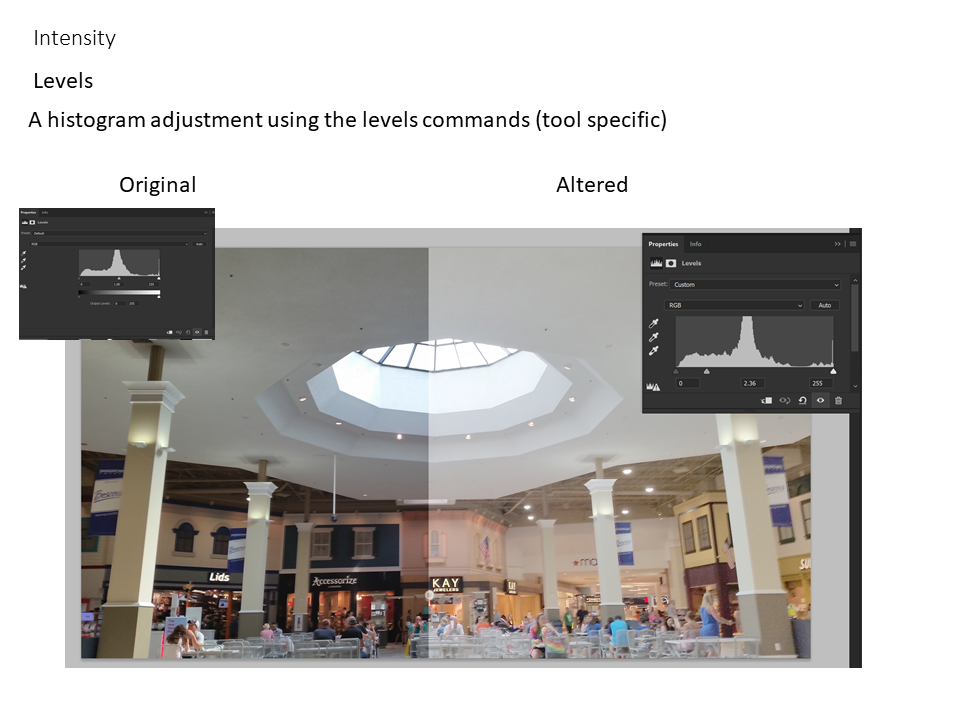 Intensity
Levels
A histogram adjustment using the levels commands (tool specific)
Original
Altered
Properties Info
Levels
Preset: Default
RGB Auto
0 1.00 255
Output Levels: 0 255
Properties Info
Levels
Preset: Custom
RGB Auto
0 2.36 255
Lids
Accessorize
KAY
JEWELERS
KAY